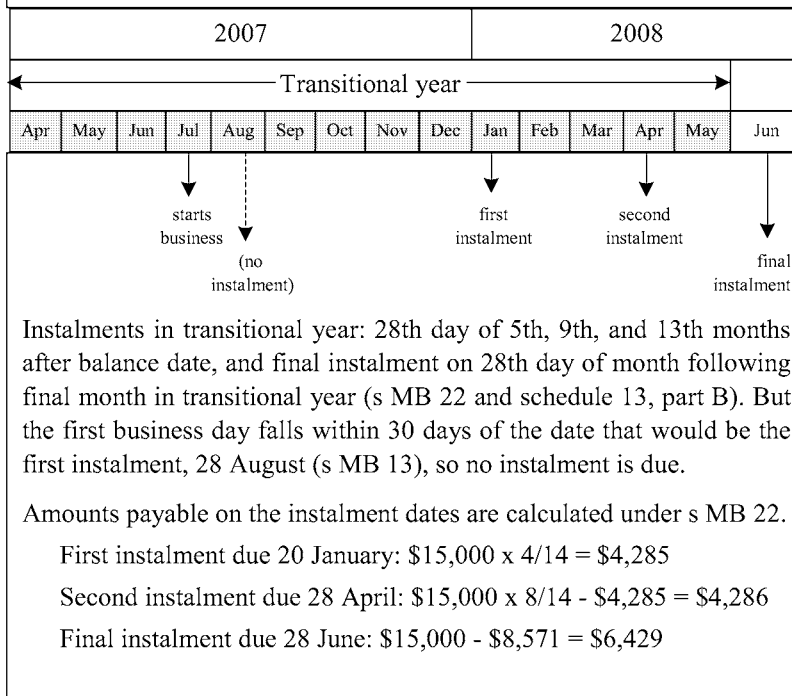 2007 2008
Transitional year
Apr May Jun Jul Aug Sep Oct Nov Dec Jan Feb Mar Apr May Jun
starts
business
(no
instalment)
first
instalment
second
instalment
final
instalment
Instalments in transitional year: 28th day of 5th, 9th, and 13th months
after balance date, and final instalment on 28th day of month following
final month in transitional year (s MB 22 and schedule 13, part B). But
the first business day falls within 30 days of the date that would be the
first instalment, 28 August (s MB 13), so no instalment is due.
Amounts payable on the instalment dates are calculated under s MB 22.
First instalment due 20 January: $15,000 x 4/14 = $4,285
Second instalment due 28 April: $15,000 x 8/14 - $4,285 = $4,286
Final instalment due 28 June: $15,000 - $8,571 = $6,429